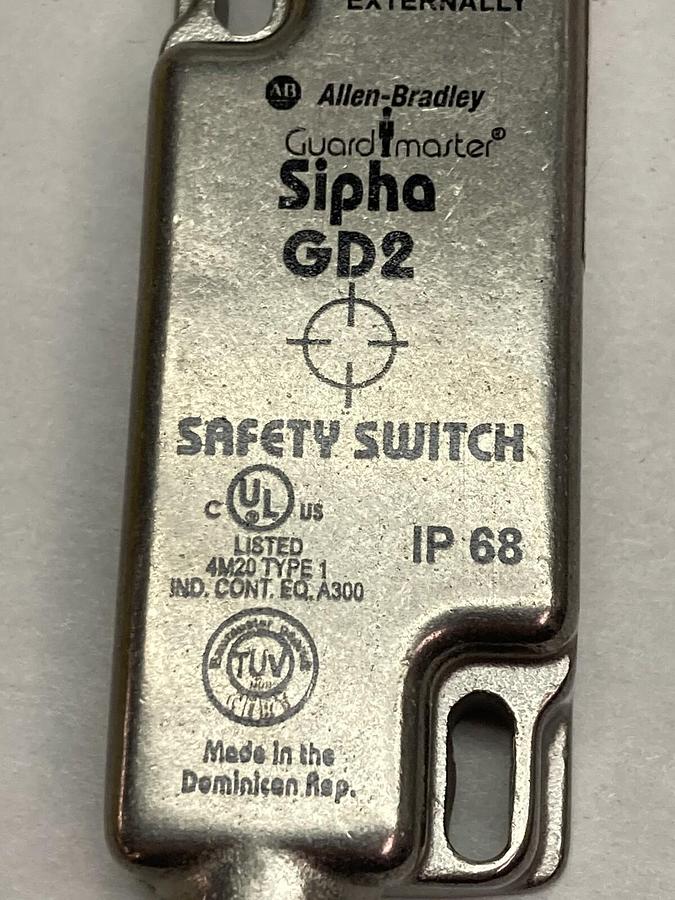 EXTERNALLY
AB Allen-Bradley
Guardmaster®
Sipha
GD2
SAFETY SWITCH
C UL ® US
LISTED
4M20 TYPE 1
IND. CONT. EQ. A300
IP 68
TUV
Made in the
Dominican Rep.